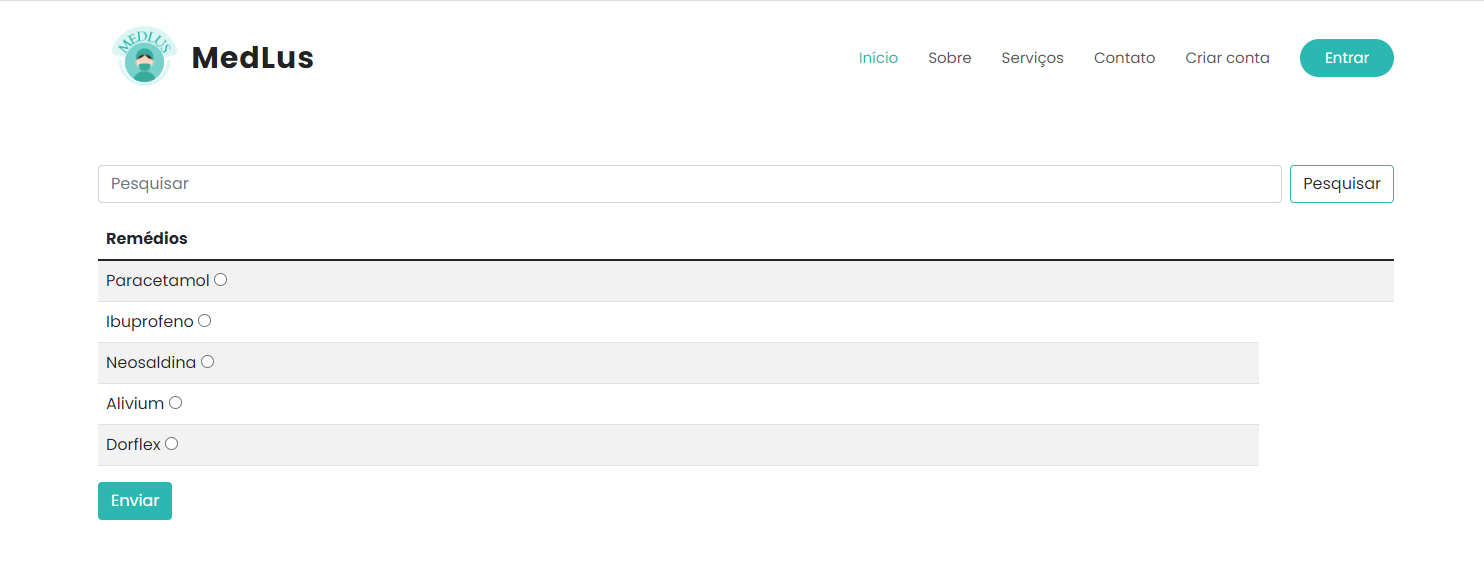 MEDLUS
MedLus
Início Sobre Serviços Contato Criar conta Entrar
Pesquisar Pesquisar
Remédios
Paracetamol
Ibuprofeno
Neosaldina
Alivium
Dorflex
Enviar